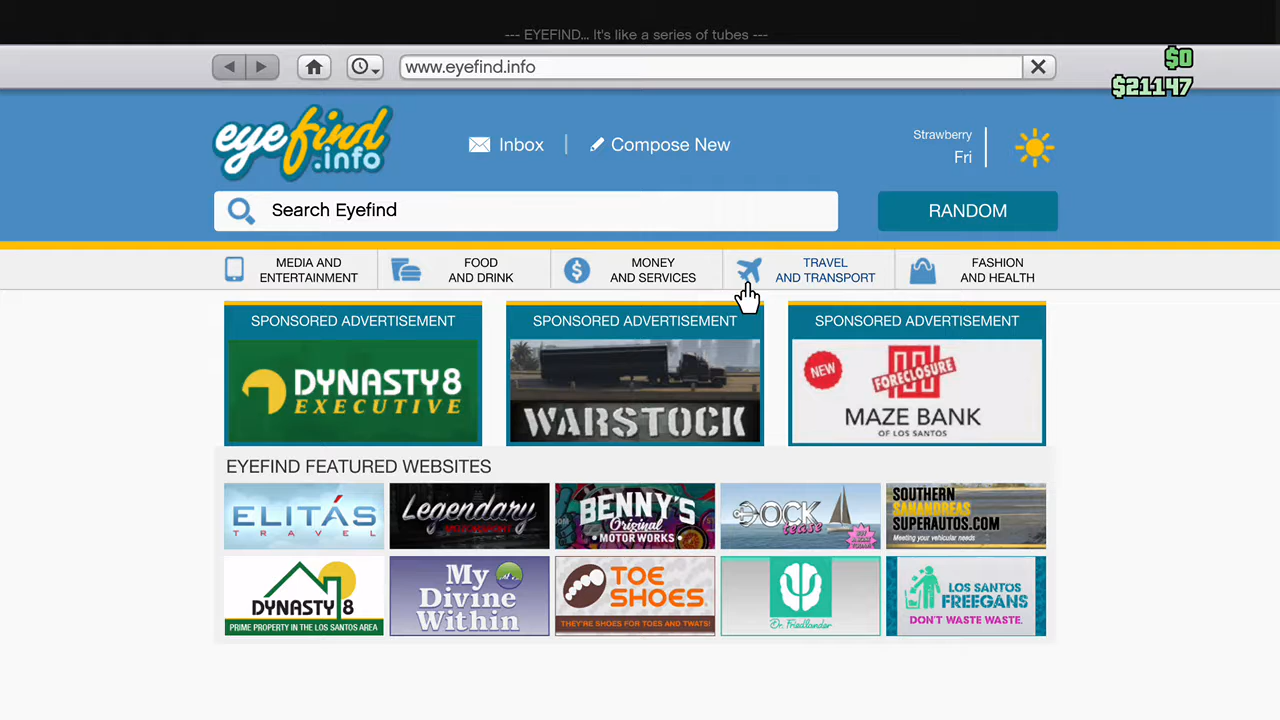 --- EYEFIND... It's like a series of tubes ---
www.eyefind.info
$0
$21147
eyefind
.info
Inbox
Compose New
Strawberry
Fri
Search Eyefind
RANDOM
MEDIA AND
ENTERTAINMENT
FOOD
AND DRINK
MONEY
AND SERVICES
TRAVEL
AND TRANSPORT
FASHION
AND HEALTH
SPONSORED ADVERTISEMENT
DYNASTY 8
EXECUTIVE
SPONSORED ADVERTISEMENT
WARSTOCK
SPONSORED ADVERTISEMENT
NEW
FORECLOSURE
MAZE BANK
OF LOS SANTOS
EYEFIND FEATURED WEBSITES
ELITÁS
TRAVEL
Legendary
BENNY'S
Original
MOTOR WORKS
DOCK
tease
SOUTHERN
SANANDREAS
SUPERAUTOS.COM
Meeting your vehicular needs
DYNASTY 8
PRIME PROPERTY IN THE LOS SANTOS AREA
My
Divine
Within
TOE
SHOES
THEY'RE SHOES FOR TOES AND TWATS!
Dr. Friedlander
LOS SANTOS
FREEGANS
DON'T WASTE WASTE.